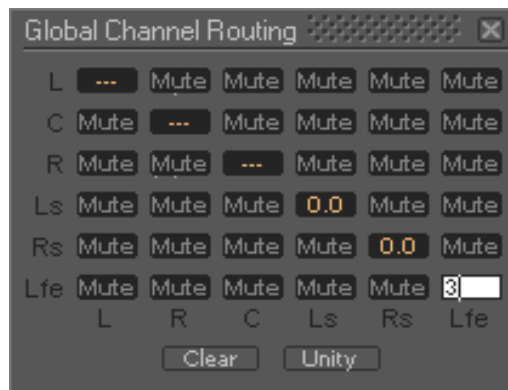 Global Channel Routing
L --- Mute Mute Mute Mute Mute
C Mute --- Mute Mute Mute Mute
R Mute Mute --- Mute Mute Mute
Ls Mute Mute Mute 0.0 Mute Mute
Rs Mute Mute Mute Mute 0.0 Mute
Lfe Mute Mute Mute Mute Mute 3
L R C Ls Rs Lfe
Clear Unity